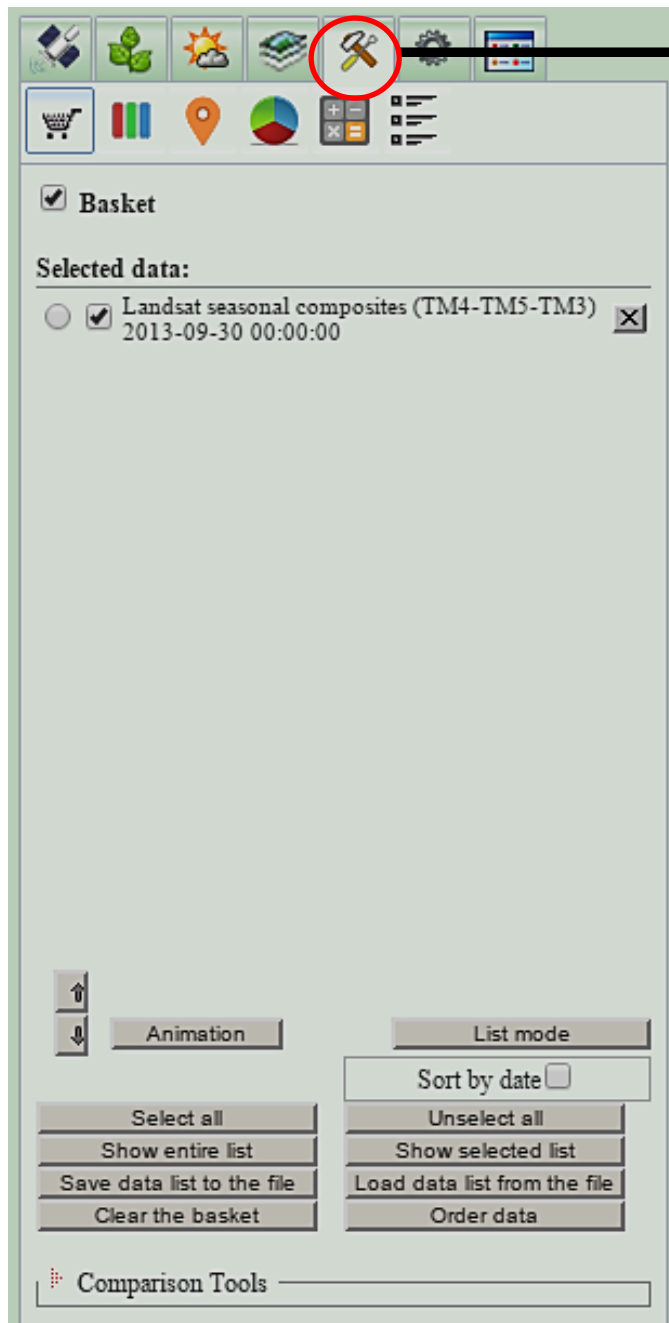 Basket
Selected data:
Landsat seasonal composites (TM4-TM5-TM3)
2013-09-30 00:00:00
Animation
List mode
Sort by date
Select all
Unselect all
Show entire list
Show selected list
Save data list to the file
Load data list from the file
Clear the basket
Order data
Comparison Tools